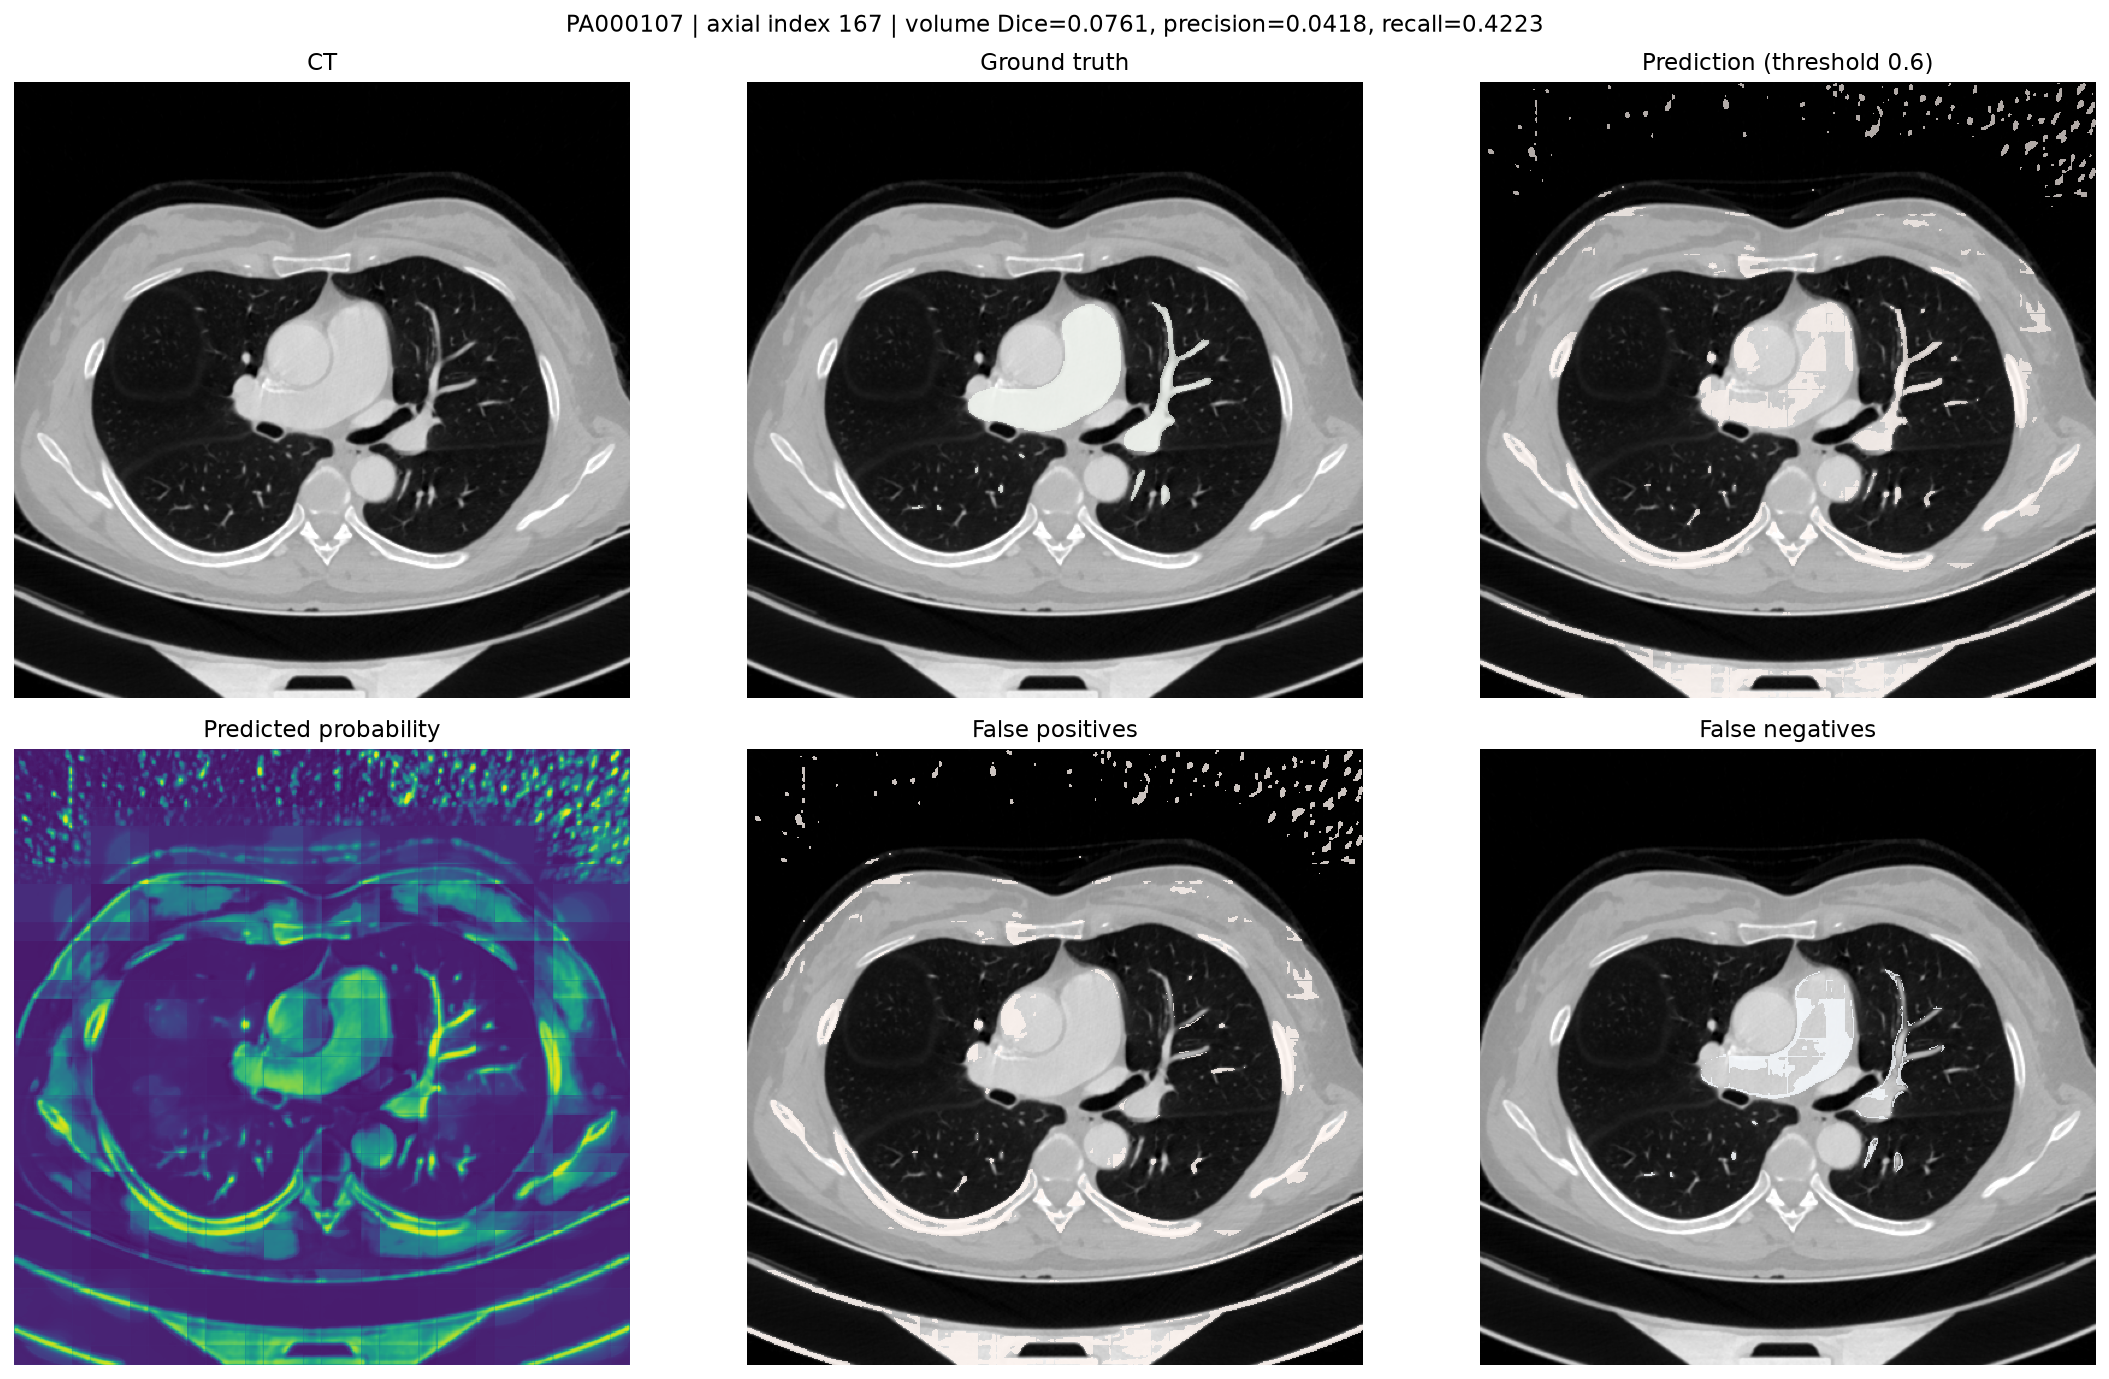 PA000107 | axial index 167 | volume Dice=0.0761, precision=0.0418, recall=0.4223
CT
Ground truth
Prediction (threshold 0.6)
Predicted probability
False positives
False negatives